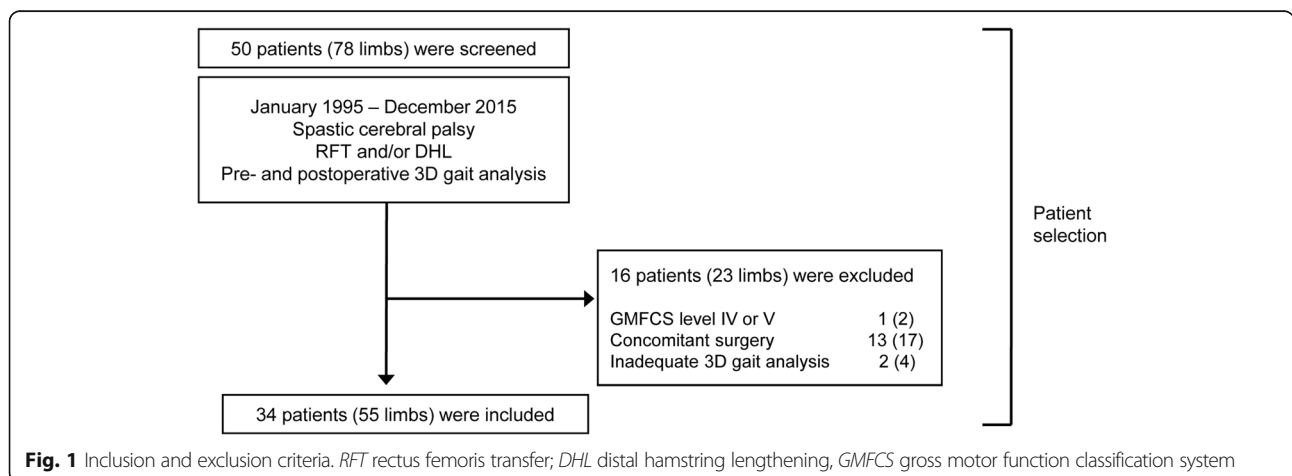 50 patients (78 limbs) were screened
January 1995 – December 2015
Spastic cerebral palsy
RFT and/or DHL
Pre- and postoperative 3D gait analysis
Patient
selection
16 patients (23 limbs) were excluded
GMFCS level IV or V 1 (2)
Concomitant surgery 13 (17)
Inadequate 3D gait analysis 2 (4)
34 patients (55 limbs) were included
Fig. 1 Inclusion and exclusion criteria. RFT rectus femoris transfer; DHL distal hamstring lengthening, GMFCS gross motor function classification system